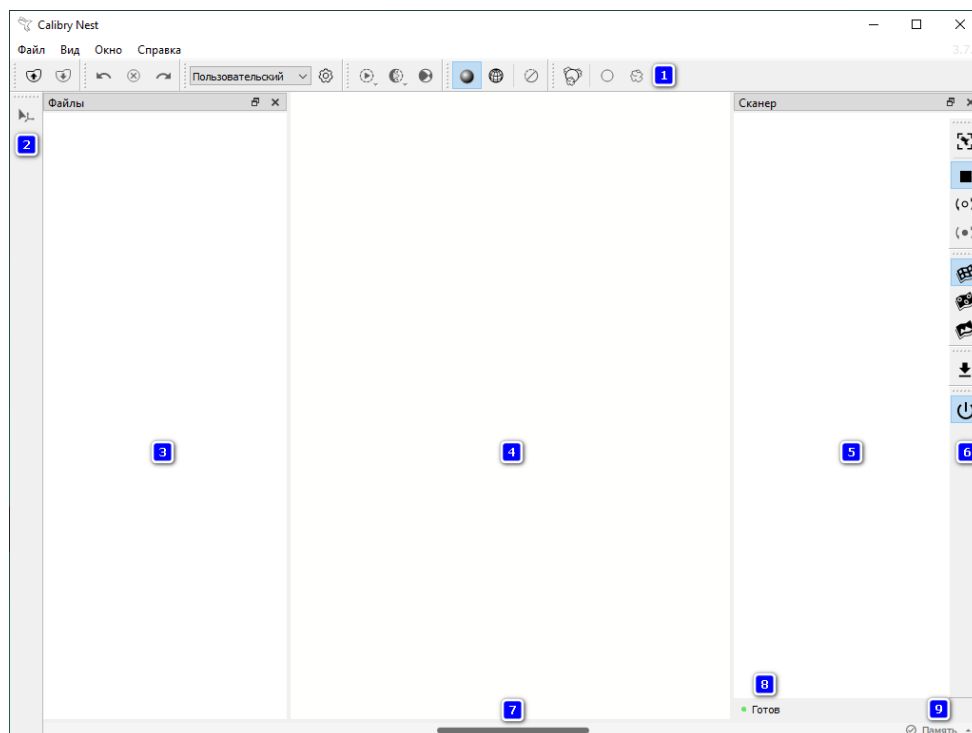 Calibry Nest
Файл Вид Окно Справка
3.7.
Пользовательский
1
2
Файлы
Сканер
3
4
5
6
7
8
Готов
9
Память